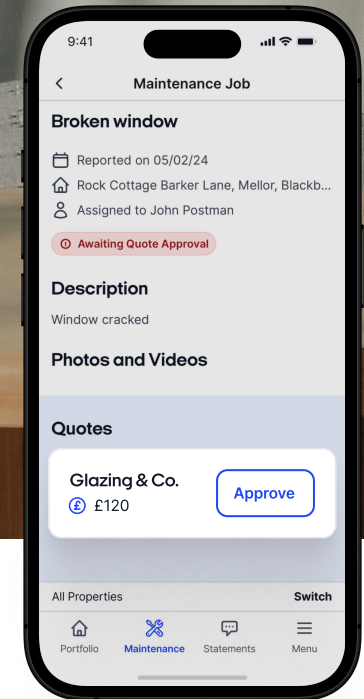 9:41
Maintenance Job
Broken window
Reported on 05/02/24
Rock Cottage Barker Lane, Mellor, Blackb...
Assigned to John Postman
Awaiting Quote Approval
Description
Window cracked
Photos and Videos
Quotes
Glazing & Co.
£ £120
Approve
All Properties Switch
Portfolio Maintenance Statements Menu